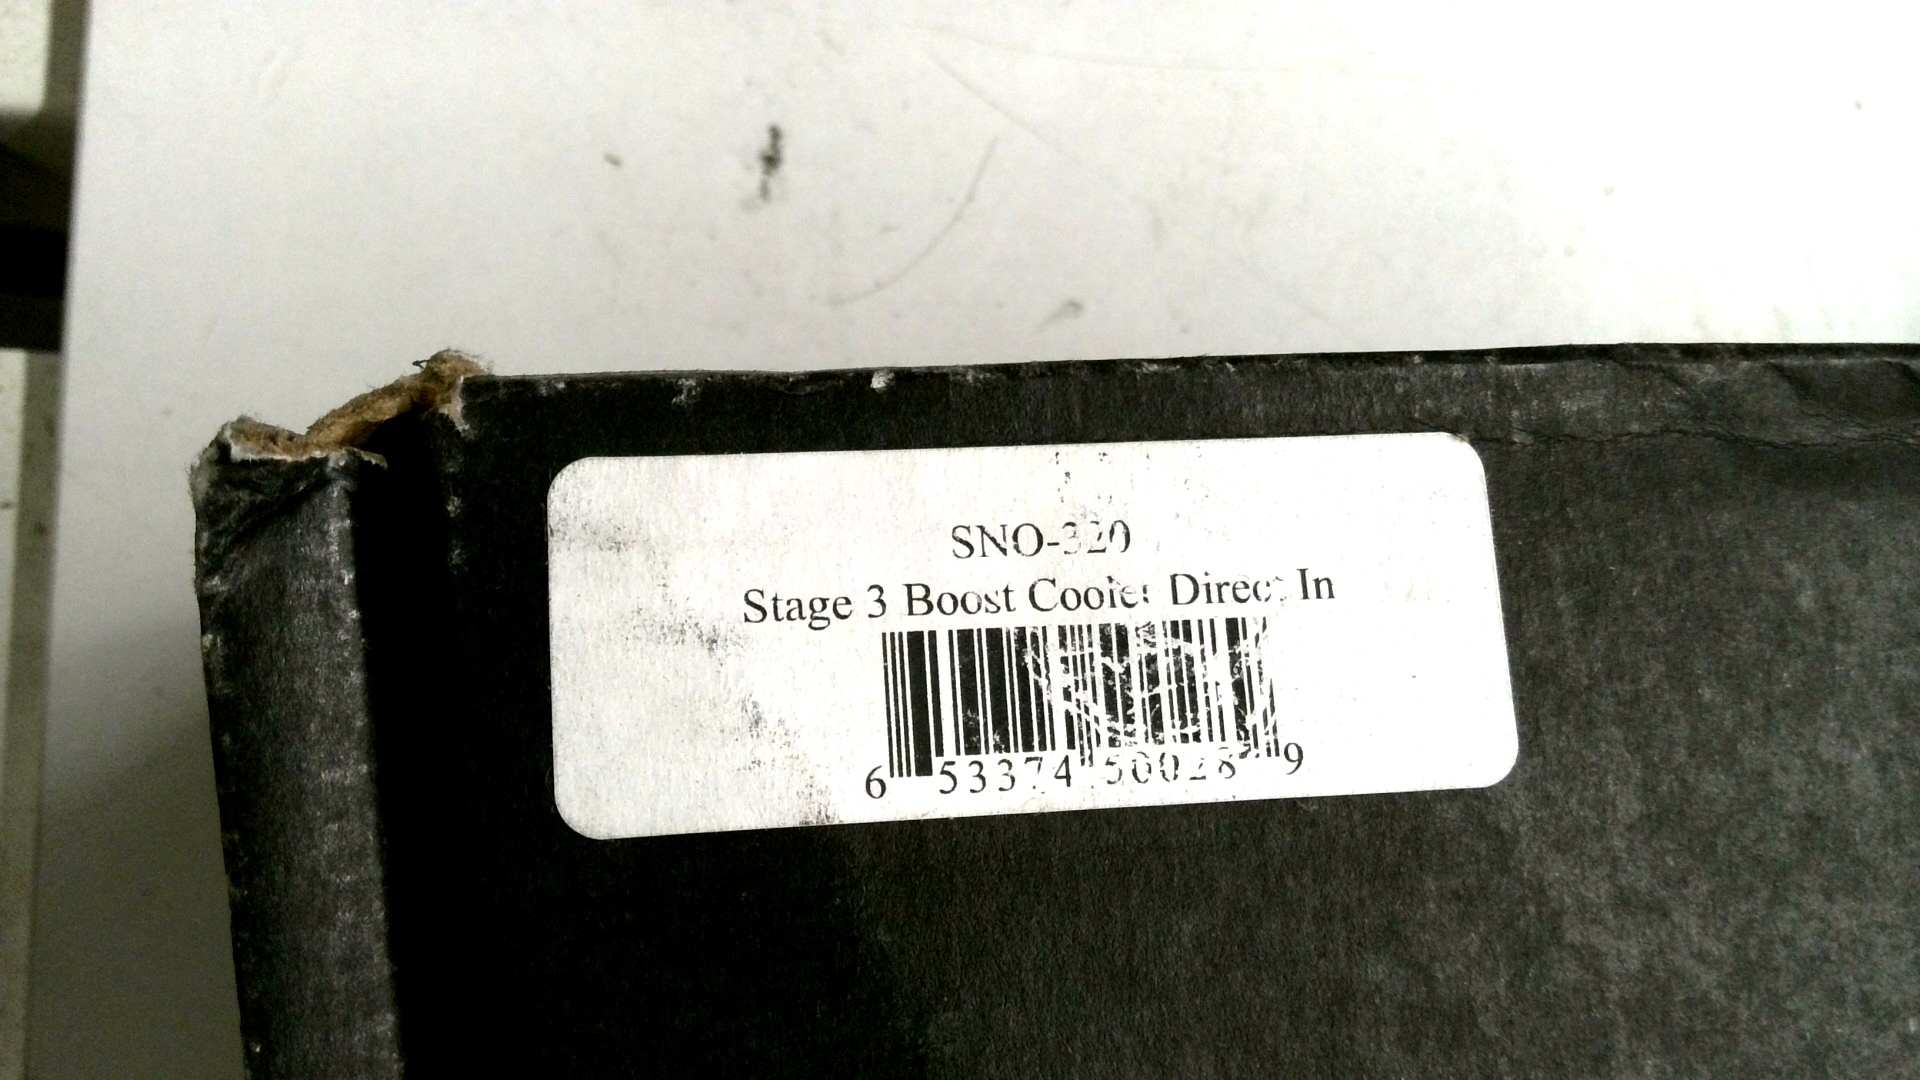 SNO-320
Stage 3 Boost Cooler Direct In
6 53374 50028 9